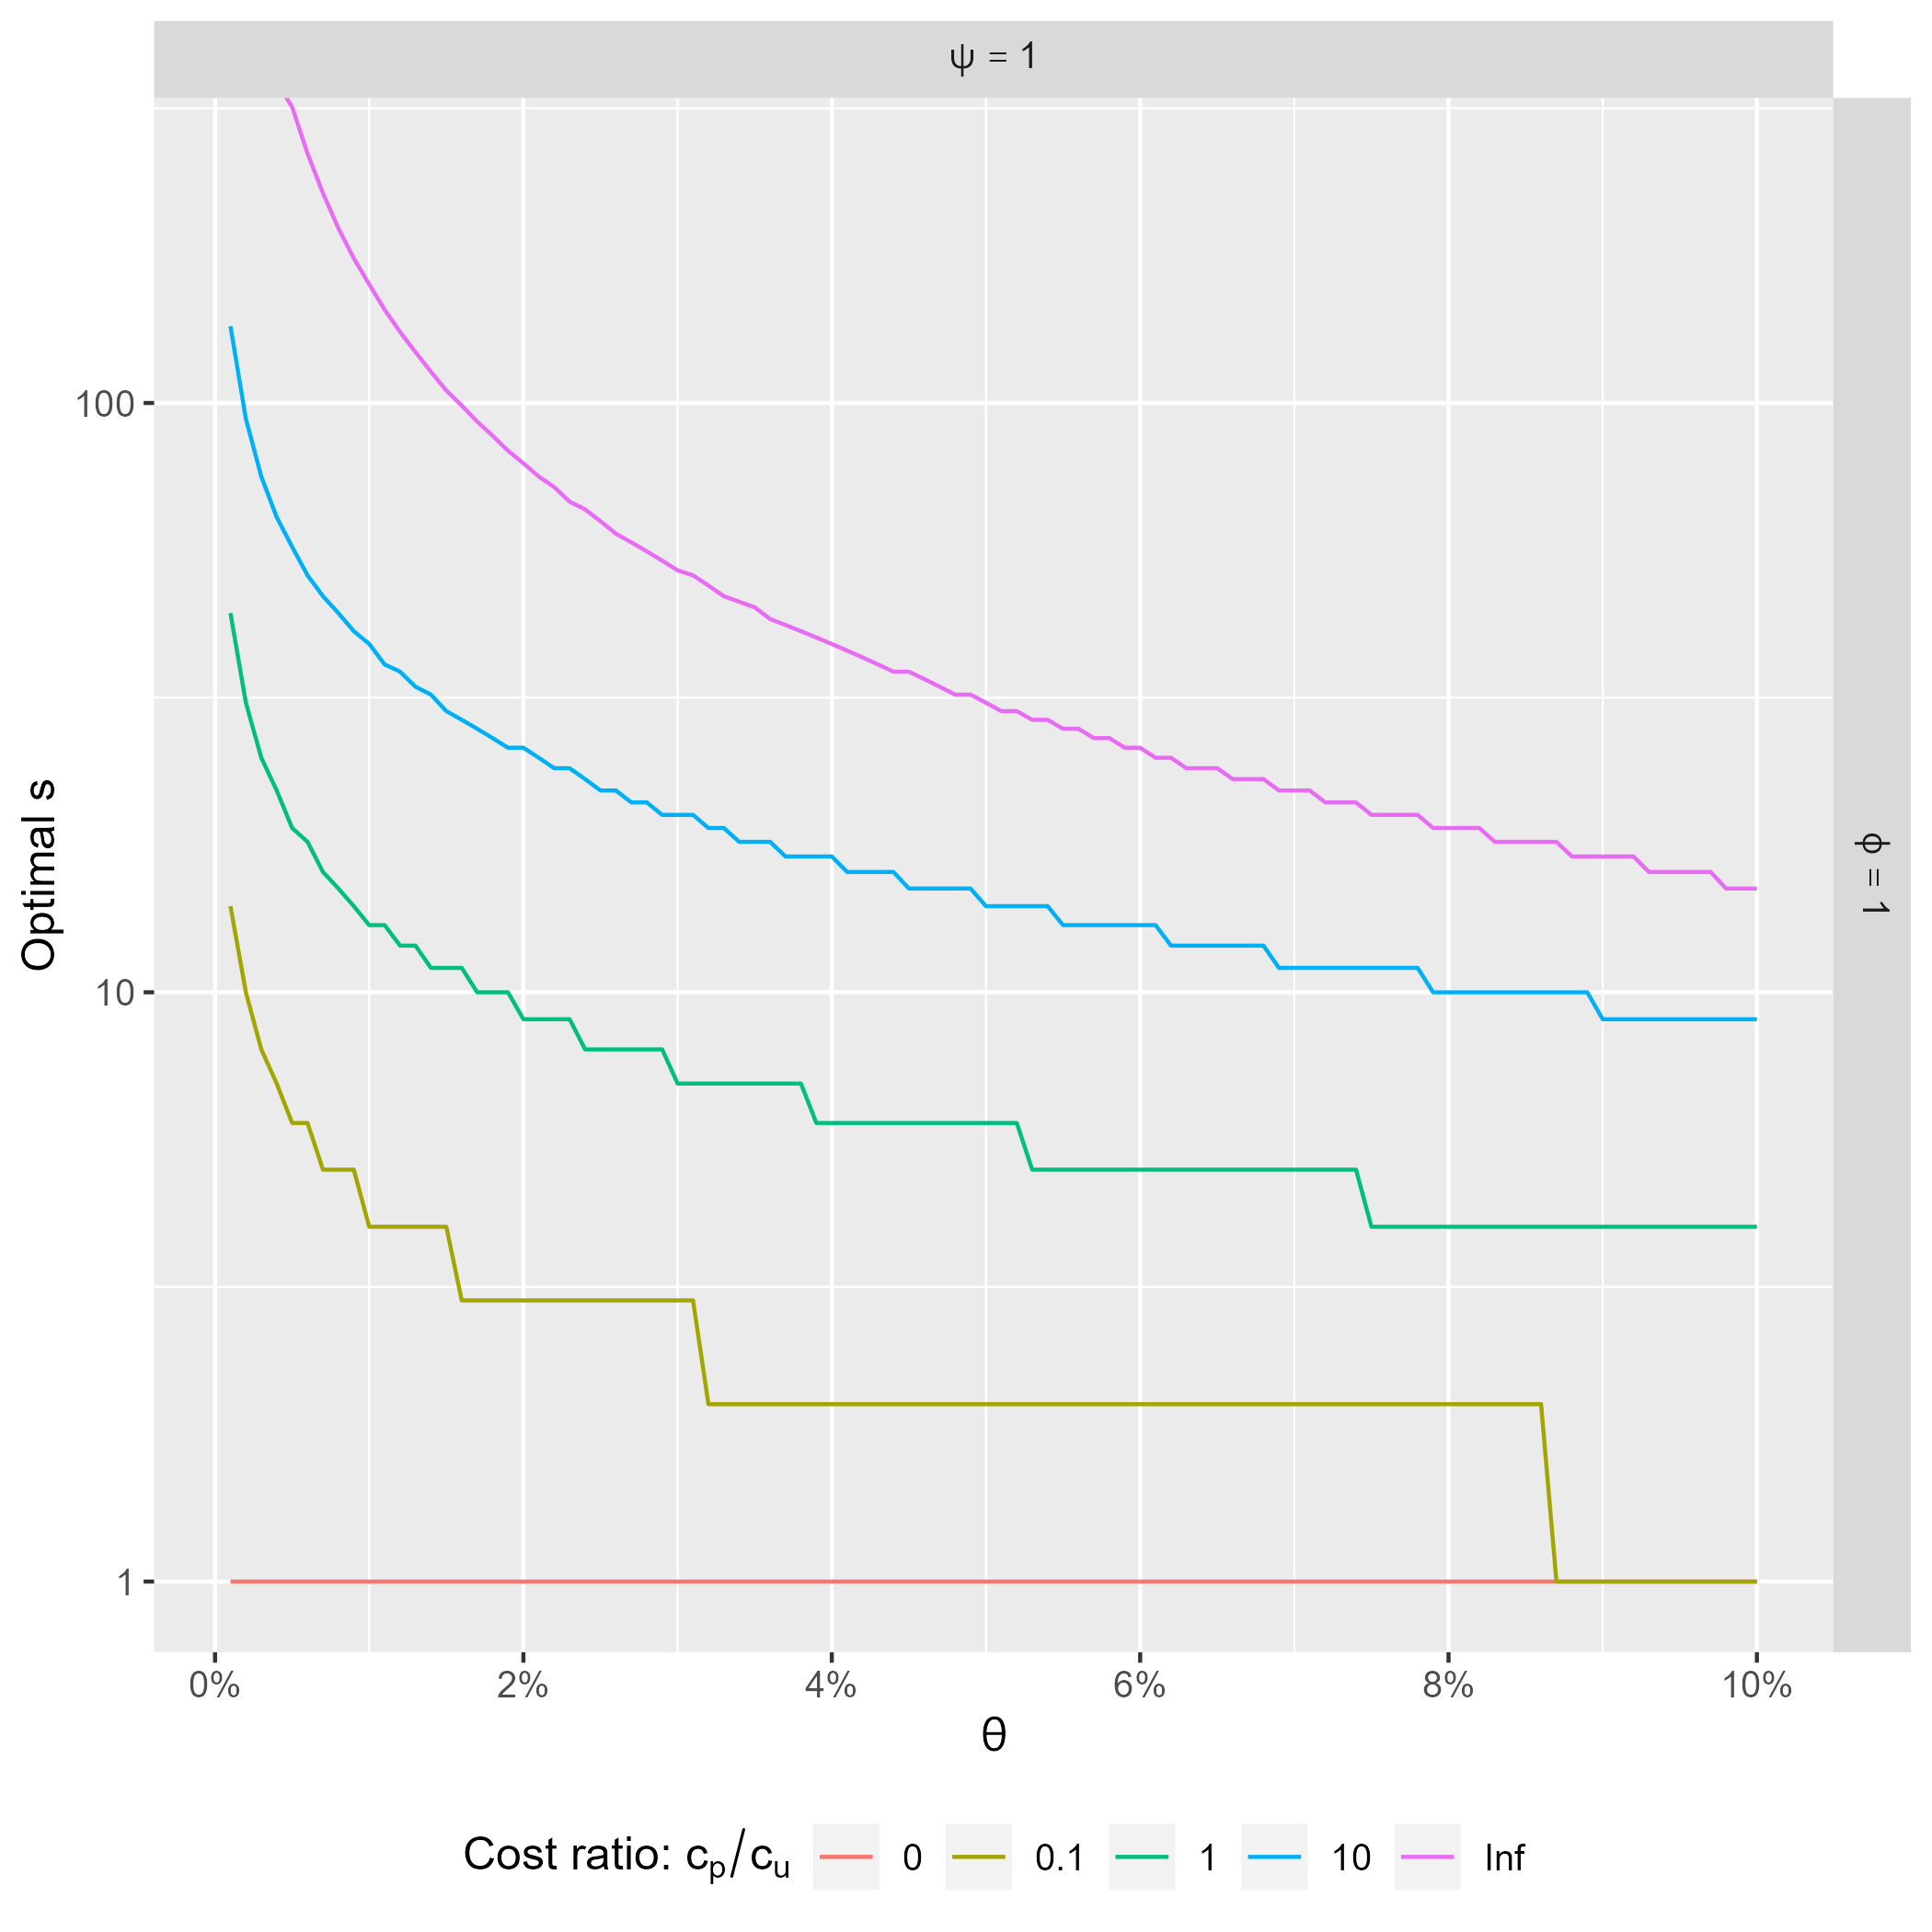 ψ = 1
ϕ = 1
Optimal s
100
10
1
0% 2% 4% 6% 8% 10%
θ
Cost ratio: cp/cu 0 0.1 1 10 Inf